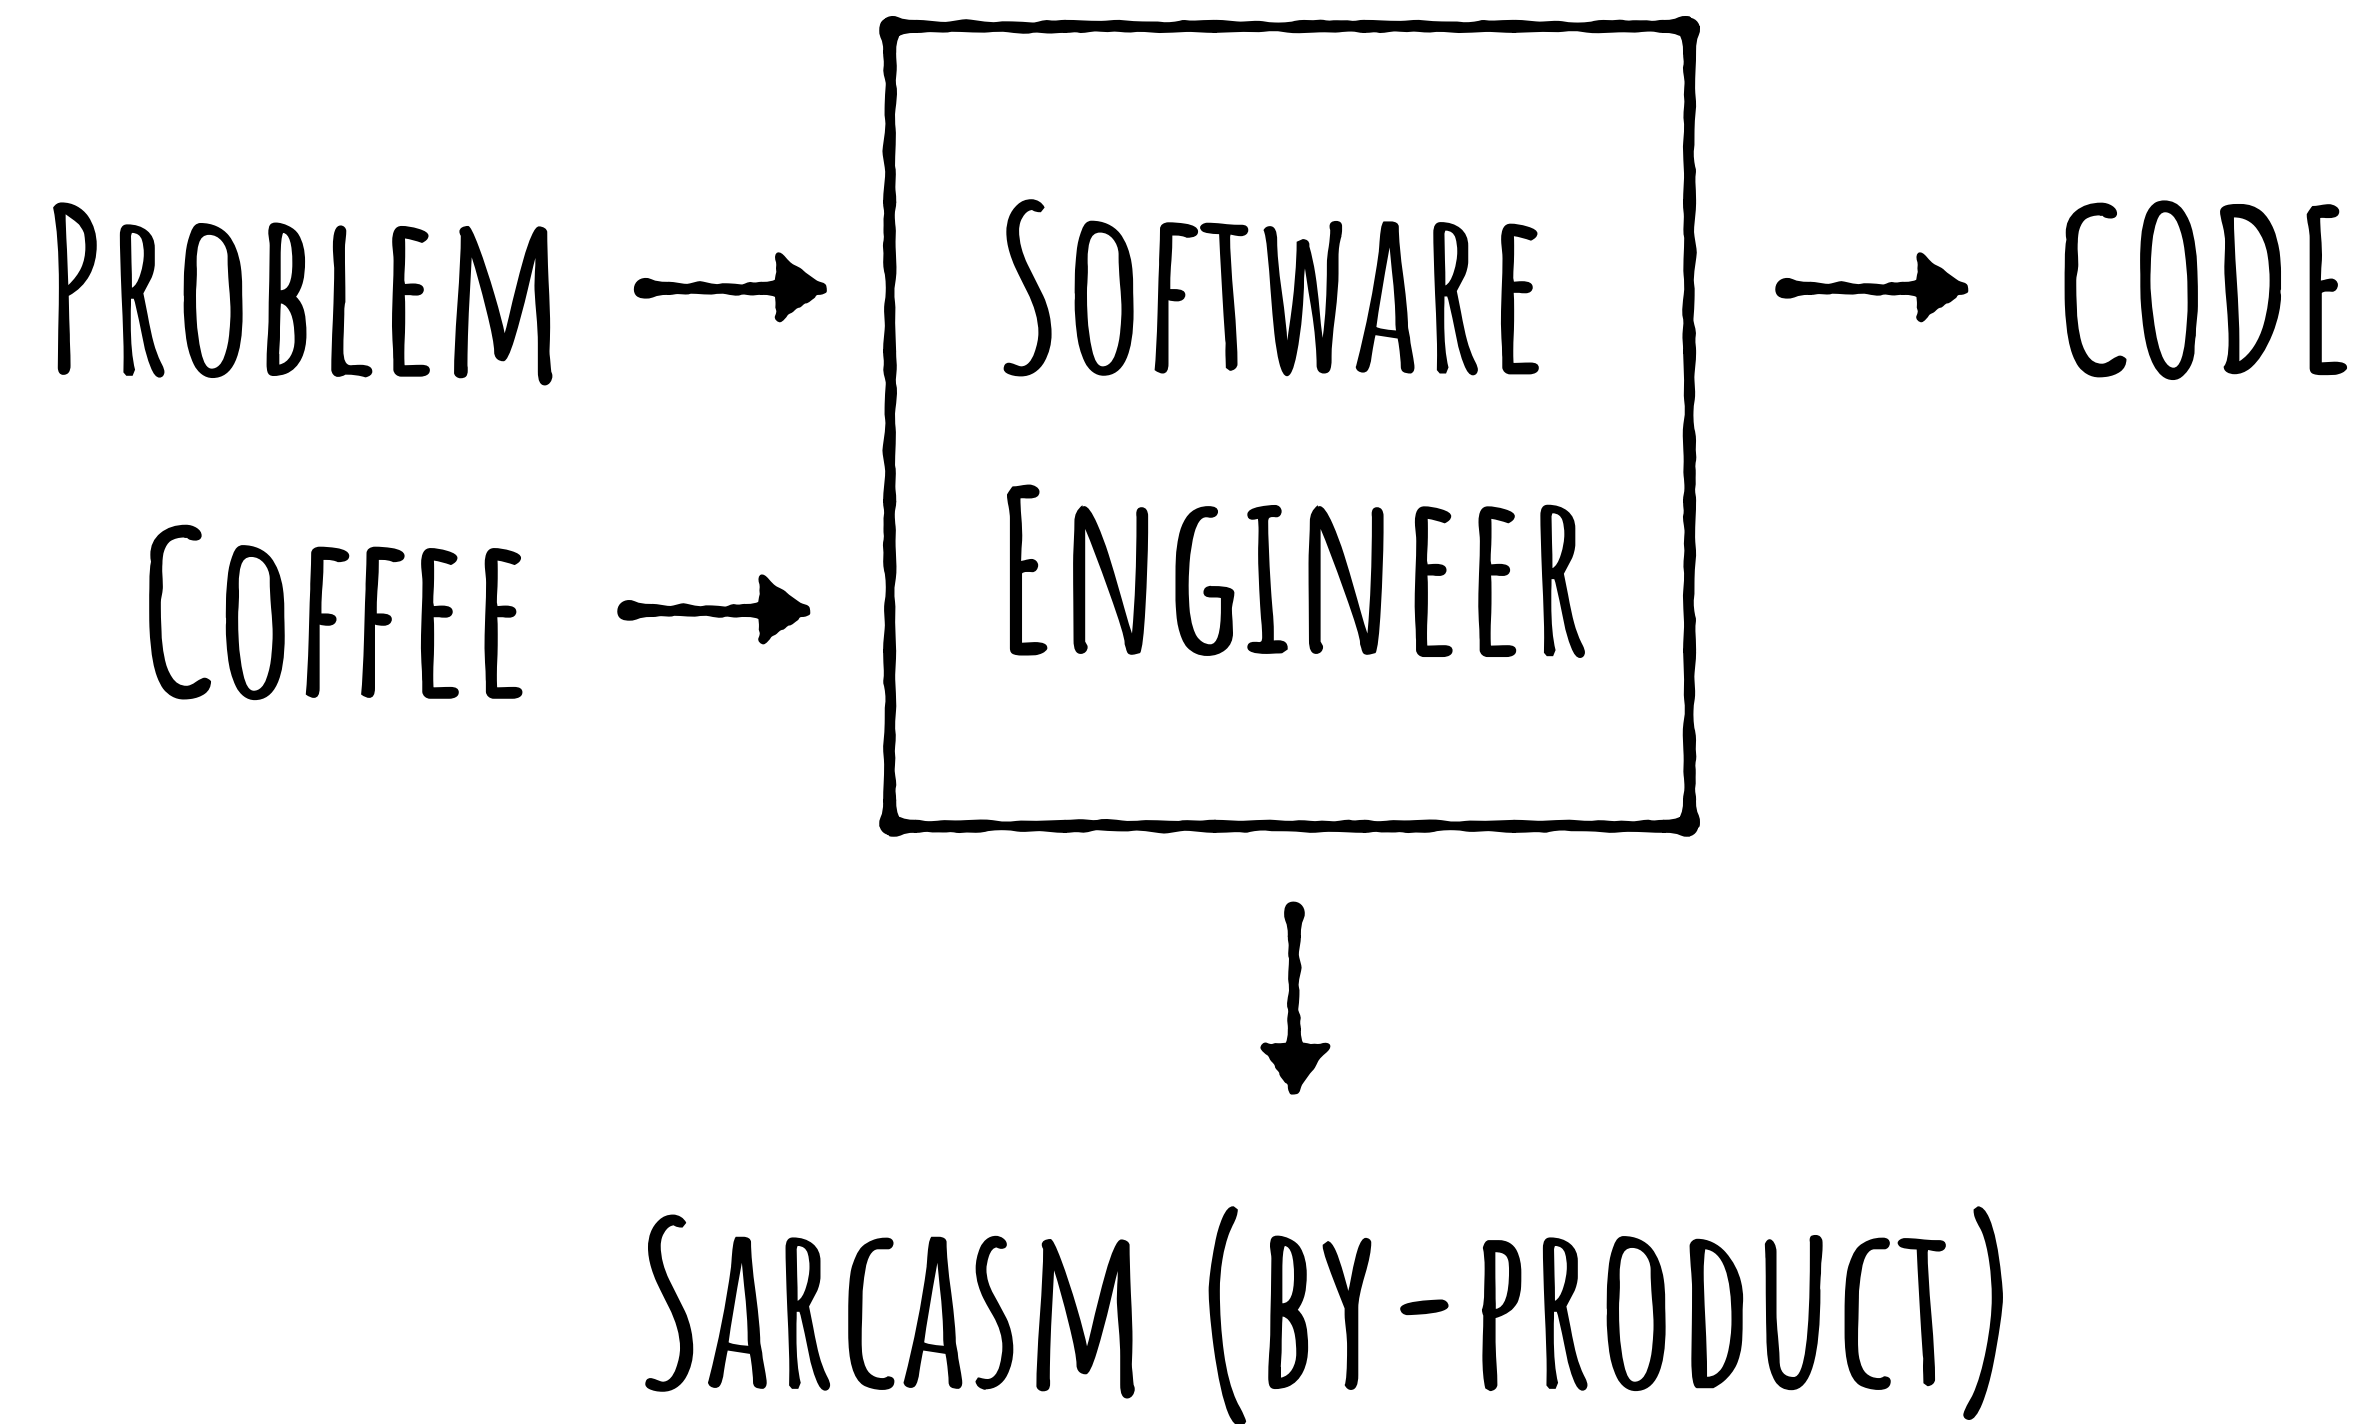 Problem
Software
Code
Coffee
Engineer
Sarcasm (by-product)